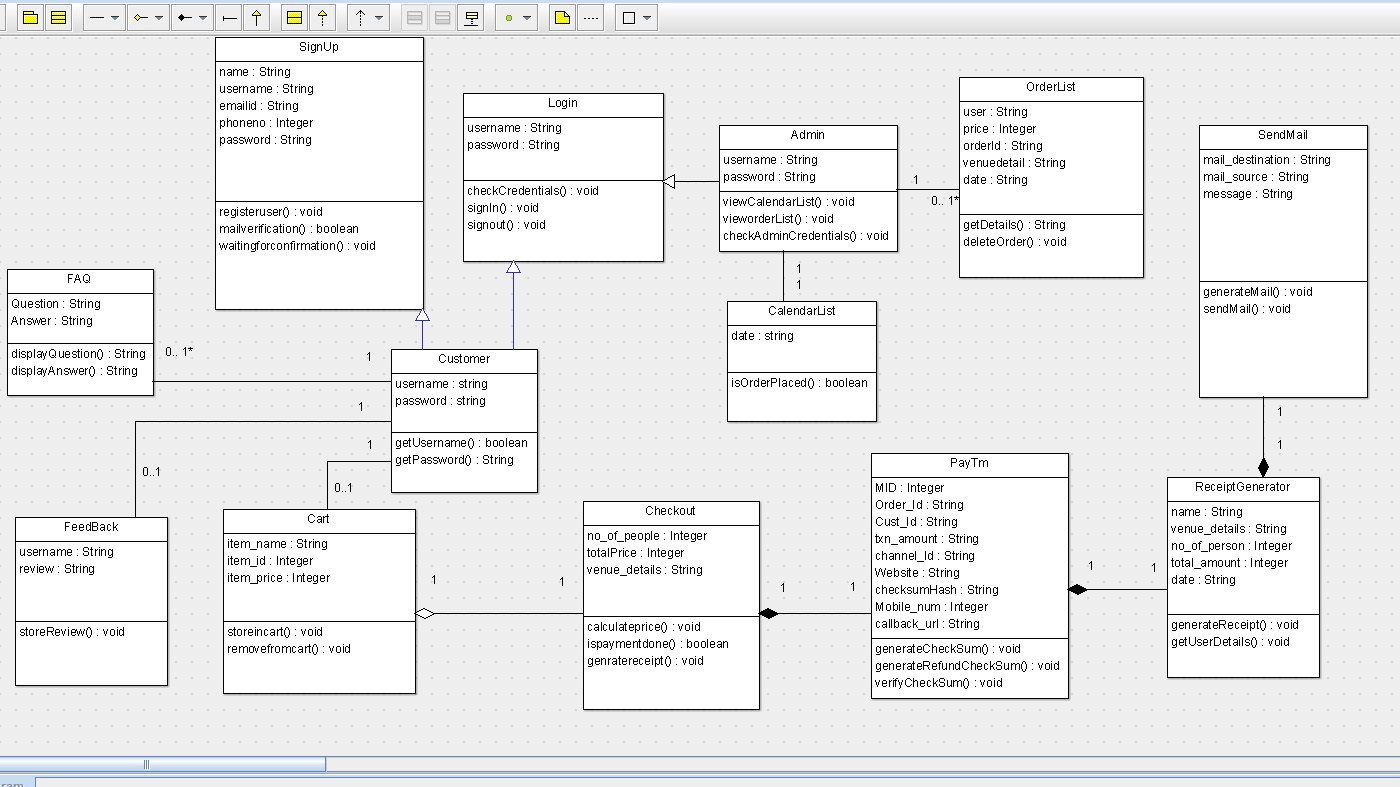 SignUp
name : String
username : String
emailid : String
phoneno : Integer
password : String
registeruser() : void
mailverification() : boolean
waitingforconfirmation() : void
Login
username : String
password : String
checkCredentials() : void
signIn() : void
signout() : void
Admin
username : String
password : String
viewCalendarList() : void
vieworderList() : void
checkAdminCredentials() : void
1
0.. 1*
OrderList
user : String
price : Integer
orderId : String
venuedetail : String
date : String
getDetails() : String
deleteOrder() : void
SendMail
mail_destination : String
mail_source : String
message : String
generateMail() : void
sendMail() : void
FAQ
Question : String
Answer : String
displayQuestion() : String
displayAnswer() : String
0.. 1*
1
1
1
CalendarList
date : string
isOrderPlaced() : boolean
Customer
username : string
password : string
getUsername() : boolean
getPassword() : String
1
0..1
1
0..1
1
1
FeedBack
username : String
review : String
storeReview() : void
Cart
item_name : String
item_id : Integer
item_price : Integer
storeincart() : void
removefromcart() : void
1
1
Checkout
no_of_people : Integer
totalPrice : Integer
venue_details : String
calculateprice() : void
ispaymentdone() : boolean
genratereceipt() : void
1
1
PayTm
MID : Integer
Order_Id : String
Cust_Id : String
txn_amount : String
channel_Id : String
Website : String
checksumHash : String
Mobile_num : Integer
callback_url : String
generateCheckSum() : void
generateRefundCheckSum() : void
verifyCheckSum() : void
1
1
ReceiptGenerator
name : String
venue_details : String
no_of_person : Integer
total_amount : Integer
date : String
generateReceipt() : void
getUserDetails() : void